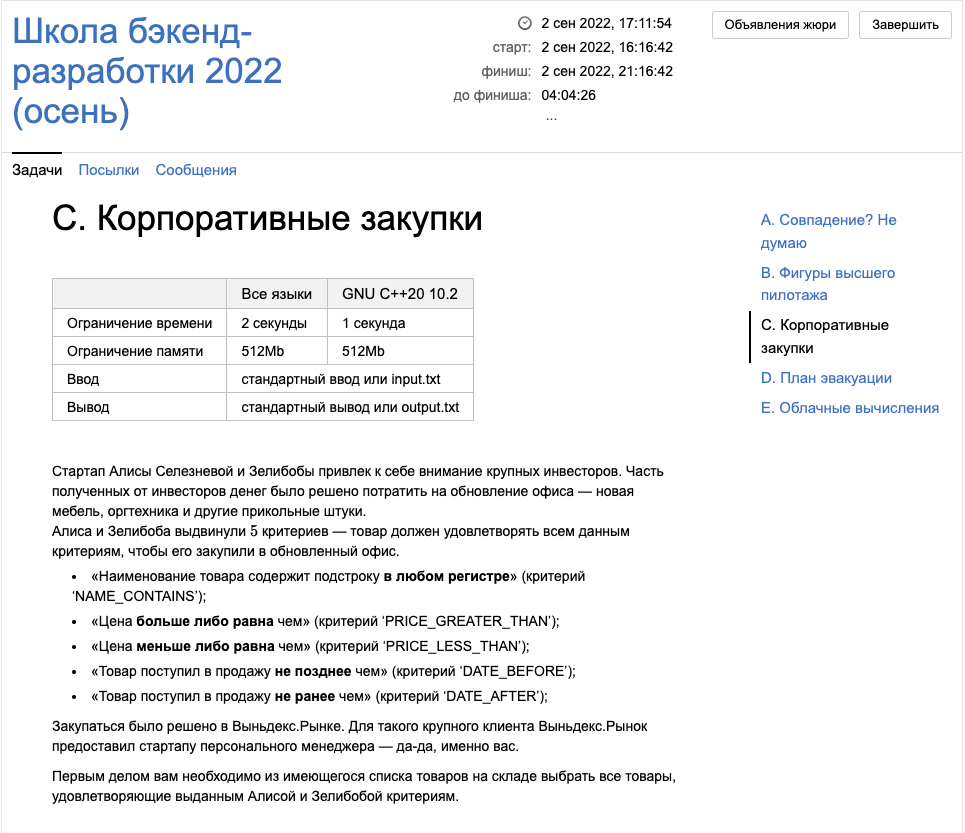 Школа бэкенд-
разработки 2022
(осень)
2 сен 2022, 17:11:54
старт: 2 сен 2022, 16:16:42
финиш: 2 сен 2022, 21:16:42
до финиша: 04:04:26
...
Объявления жюри
Завершить
Задачи Посылки Сообщения
C. Корпоративные закупки
Все языки GNU C++20 10.2
Ограничение времени 2 секунды 1 секунда
Ограничение памяти 512Mb 512Mb
Ввод стандартный ввод или input.txt
Вывод стандартный вывод или output.txt
Стартап Алисы Селезневой и Зелибобы привлек к себе внимание крупных инвесторов. Часть
полученных от инвесторов денег было решено потратить на обновление офиса — новая
мебель, оргтехника и другие прикольные штуки.
Алиса и Зелибоба выдвинули 5 критериев — товар должен удовлетворять всем данным
критериям, чтобы его закупили в обновленный офис.
• «Наименование товара содержит подстроку в любом регистре» (критерий
‘NAME_CONTAINS’);
• «Цена больше либо равна чем» (критерий ‘PRICE_GREATER_THAN’);
• «Цена меньше либо равна чем» (критерий ‘PRICE_LESS_THAN’);
• «Товар поступил в продажу не позднее чем» (критерий ‘DATE_BEFORE’);
• «Товар поступил в продажу не ранее чем» (критерий ‘DATE_AFTER’);
Закупаться было решено в Выньдекс.Рынке. Для такого крупного клиента Выньдекс.Рынок
предоставил стартапу персонального менеджера — да-да, именно вас.
Первым делом вам необходимо из имеющегося списка товаров на складе выбрать все товары,
удовлетворяющие выданным Алисой и Зелибобой критериям.
A. Совпадение? Не
думаю
B. Фигуры высшего
пилотажа
C. Корпоративные
закупки
D. План эвакуации
E. Облачные вычисления